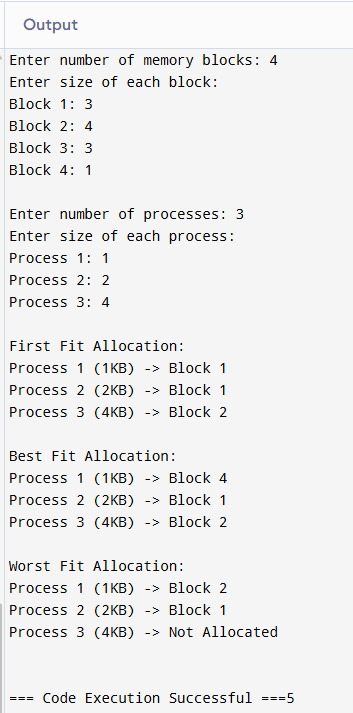 Output
Enter number of memory blocks: 4
Enter size of each block:
Block 1: 3
Block 2: 4
Block 3: 3
Block 4: 1
Enter number of processes: 3
Enter size of each process:
Process 1: 1
Process 2: 2
Process 3: 4
First Fit Allocation:
Process 1 (1KB) -> Block 1
Process 2 (2KB) -> Block 1
Process 3 (4KB) -> Block 2
Best Fit Allocation:
Process 1 (1KB) -> Block 4
Process 2 (2KB) -> Block 1
Process 3 (4KB) -> Block 2
Worst Fit Allocation:
Process 1 (1KB) -> Block 2
Process 2 (2KB) -> Block 1
Process 3 (4KB) -> Not Allocated
=== Code Execution Successful ===5